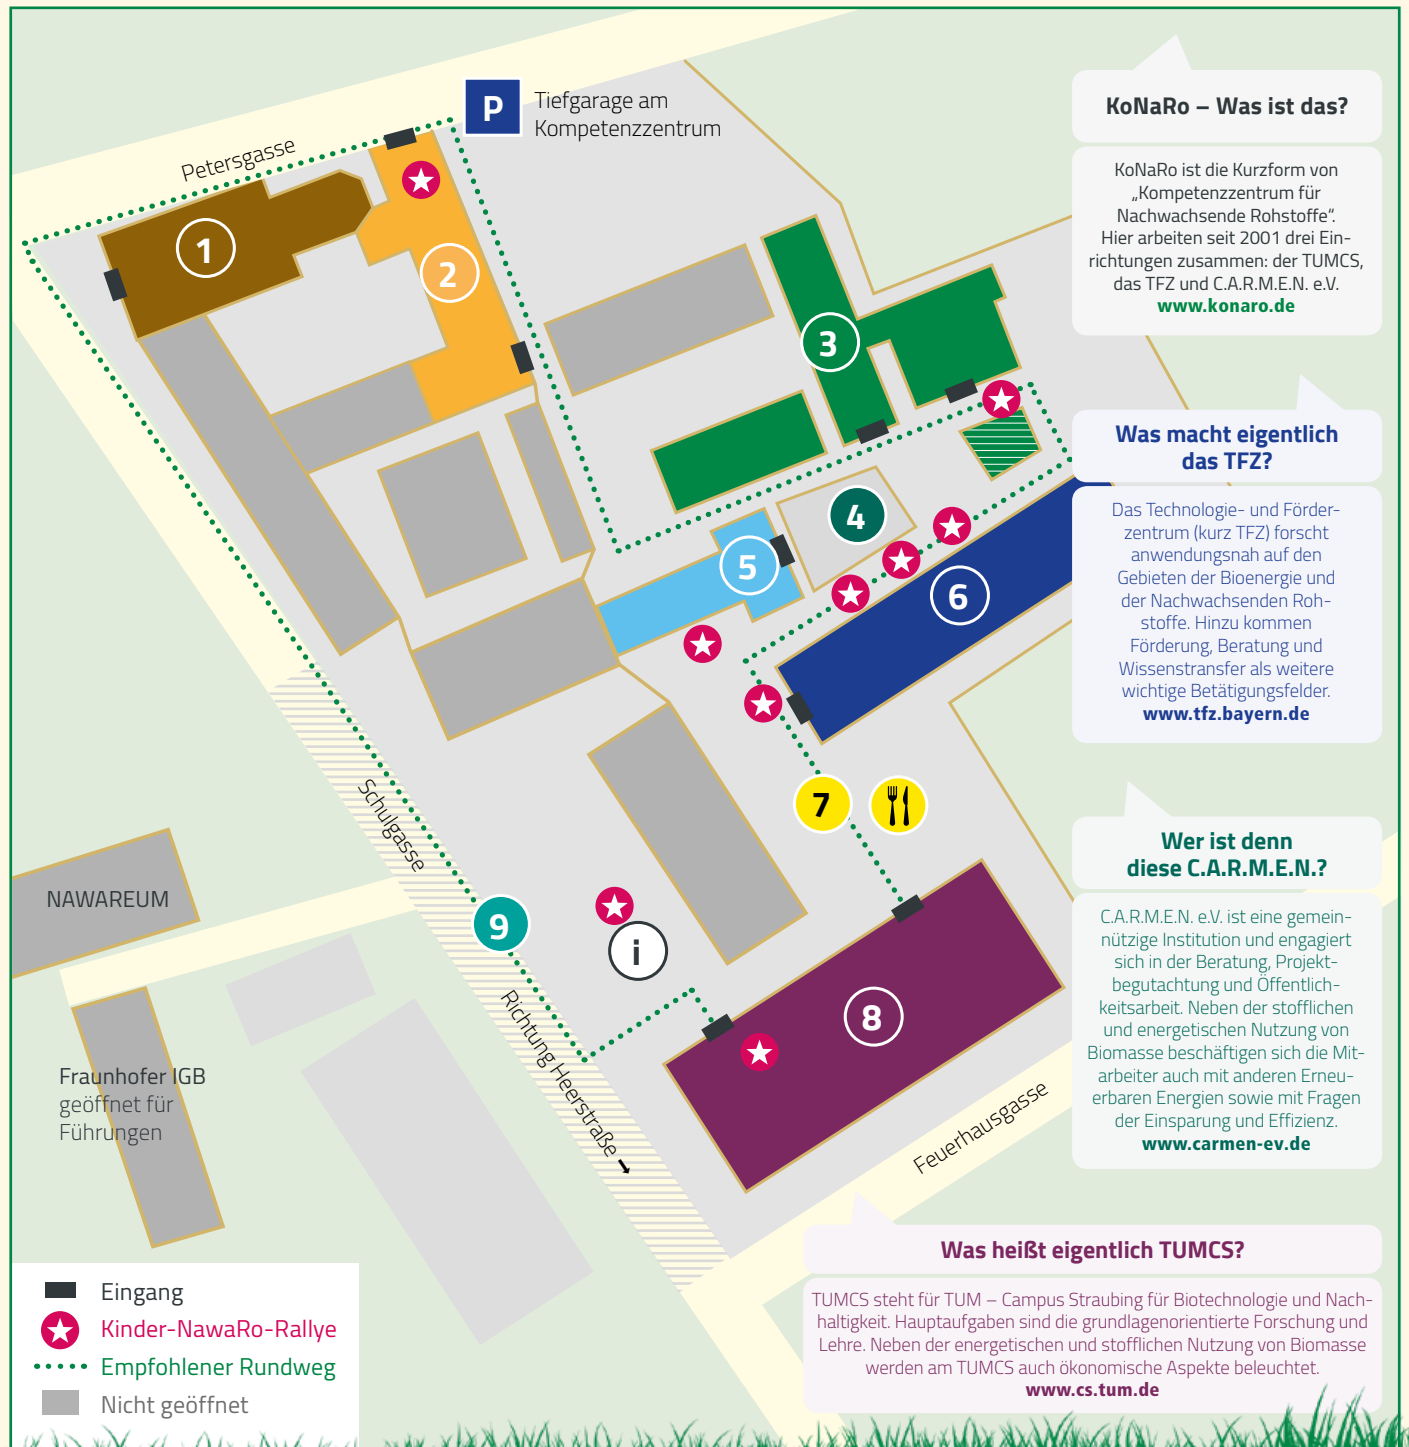 P
Tiefgarage am
Kompetenzzentrum
Petersgasse
1
2
3
4
5
6
7
8
9
i
Schulgasse
NAWAREUM
Richtung Heerstraße
Fraunhofer IGB
geöffnet für
Führungen
Feuerhausgasse
Eingang
Kinder-NawaRo-Rallye
Empfohlener Rundweg
Nicht geöffnet
KoNaRo – Was ist das?
KoNaRo ist die Kurzform von
„Kompetenzzentrum für
Nachwachsende Rohstoffe“.
Hier arbeiten seit 2001 drei Ein-
richtungen zusammen: der TUMCS,
das TFZ und C.A.R.M.E.N. e.V.
www.konaro.de
Was macht eigentlich
das TFZ?
Das Technologie- und Förder-
zentrum (kurz TFZ) forscht
anwendungsnah auf den
Gebieten der Bioenergie und
der Nachwachsenden Roh-
stoffe. Hinzu kommen
Förderung, Beratung und
Wissenstransfer als weitere
wichtige Betätigungsfelder.
www.tfz.bayern.de
Wer ist denn
diese C.A.R.M.E.N.?
C.A.R.M.E.N. e.V. ist eine gemein-
nützige Institution und engagiert
sich in der Beratung, Projekt-
begutachtung und Öffentlich-
keitsarbeit. Neben der stofflichen
und energetischen Nutzung von
Biomasse beschäftigen sich die Mit-
arbeiter auch mit anderen Erneu-
erbaren Energien sowie mit Fragen
der Einsparung und Effizienz.
www.carmen-ev.de
Was heißt eigentlich TUMCS?
TUMCS steht für TUM – Campus Straubing für Biotechnologie und Nach-
haltigkeit. Hauptaufgaben sind die grundlagenorientierte Forschung und
Lehre. Neben der energetischen und stofflichen Nutzung von Biomasse
werden am TUMCS auch ökonomische Aspekte beleuchtet.
www.cs.tum.de